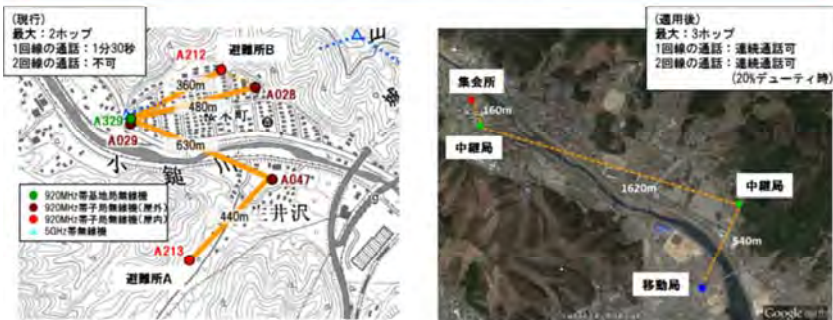 (現行)
最大：2ホップ
1回線の通話：1分30秒
2回線の通話：不可
A212
避難所B
山
360m
A028
480m
A329
A029
木町
630m
小
鎚
川
A047
920MHz帯基地局無線機
920MHz帯子局無線機(屋外)
920MHz帯子局無線機(屋内)
5GHz帯無線機
440m
三井沢
A213
避難所A
(適用後)
最大：3ホップ
1回線の通話：連続通話可
2回線の通話：連続通話可
(20%デューティ時)
集会所
160m
中継局
1620m
中継局
540m
移動局
Google